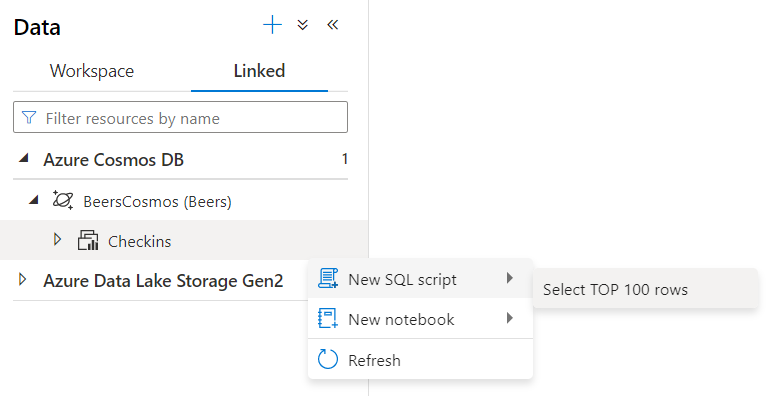 Data
Workspace
Linked
Filter resources by name
Azure Cosmos DB 1
BeersCosmos (Beers)
Checkins
Azure Data Lake Storage Gen2
New SQL script
Select TOP 100 rows
New notebook
Refresh